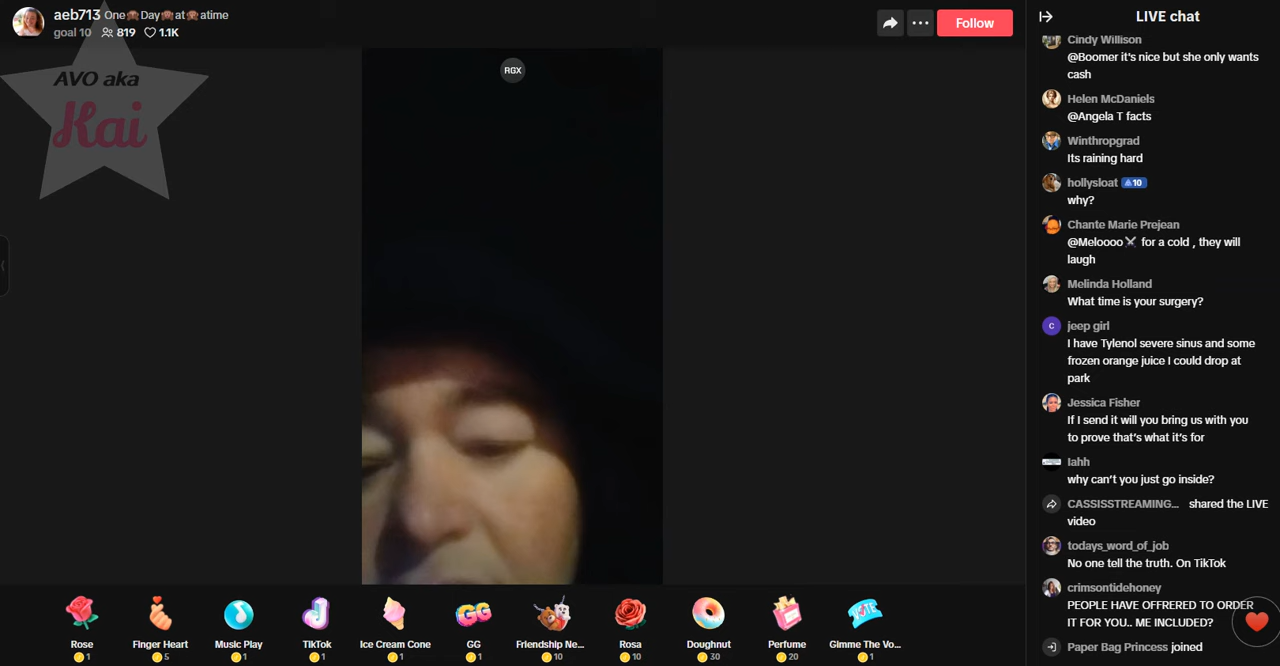 aeb713 One🙈Day🙈at🙈atime
goal 10 819 1.1K
Follow
AVO aka
Kai
RGX
Rose
1
Finger Heart
5
Music Play
1
TikTok
1
Ice Cream Cone
1
GG
1
Friendship Ne...
10
Rosa
10
Doughnut
30
Perfume
20
GImme The Vo...
1
LIVE chat
Cindy Willison
@Boomer it's nice but she only wants
cash
Helen McDaniels
@Angela T facts
Winthropgrad
Its raining hard
hollysloat 10
why?
Chante Marie Prejean
@Meloooo⚔ for a cold , they will
laugh
Melinda Holland
What time is your surgery?
C
jeep girl
I have Tylenol severe sinus and some
frozen orange juice I could drop at
park
Jessica Fisher
If I send it will you bring us with you
to prove that's what it's for
lahh
why can't you just go inside?
CASSISSTREAMING... shared the LIVE
video
todays_word_of_job
No one tell the truth. On TikTok
crimsontidehoney
PEOPLE HAVE OFFRERED TO ORDER
IT FOR YOU.. ME INCLUDED?
Paper Bag Princess joined